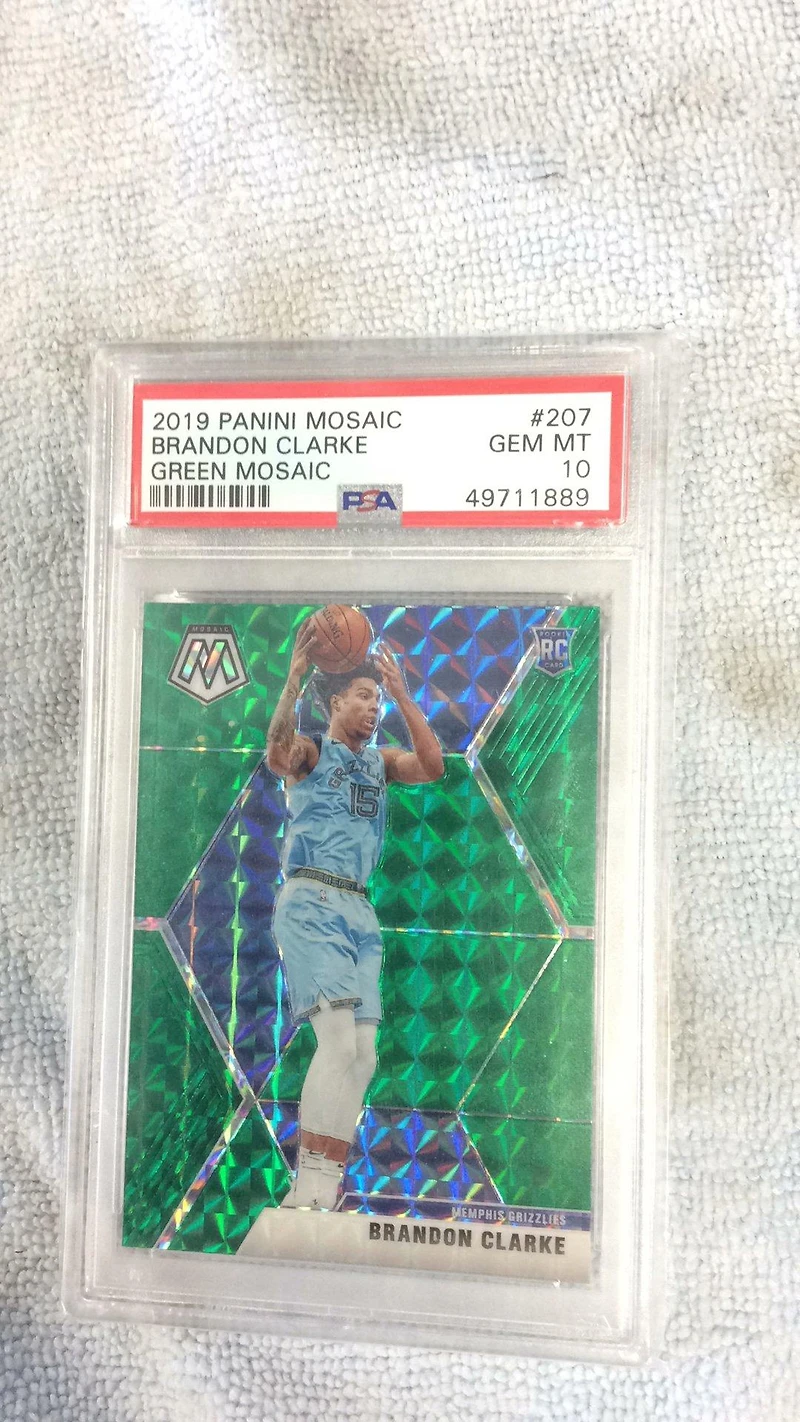 2019 PANINI MOSAIC #207
BRANDON CLARKE GEM MT
GREEN MOSAIC 10
PSA 49711889
MOSAIC
M
ROOKIE
RC
CARD
GRIZZLIES
15
MEMPHIS GRIZZLIES
BRANDON CLARKE